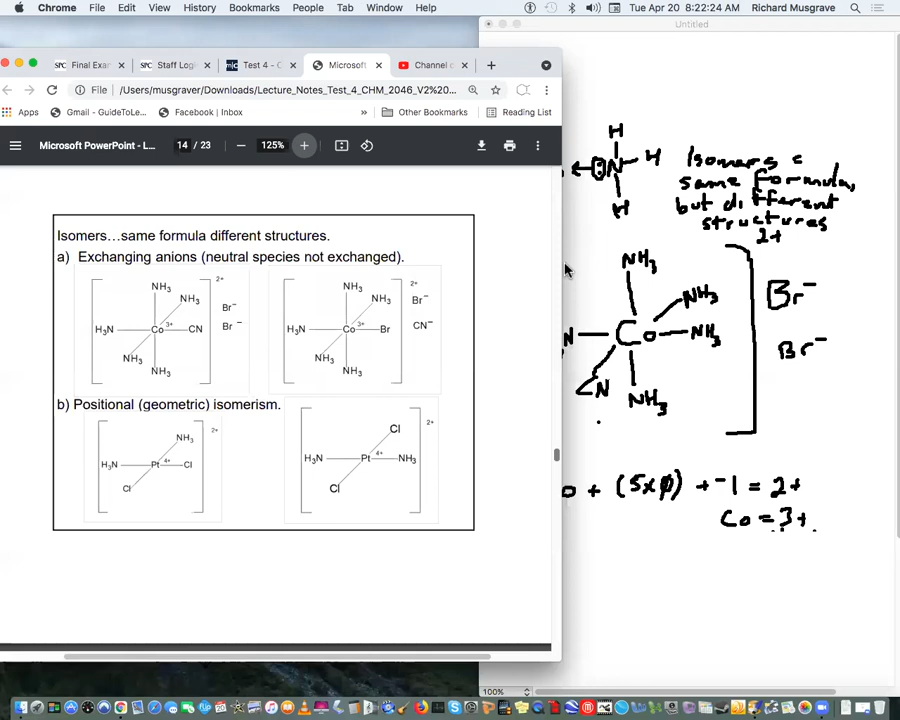 Chrome File Edit View History Bookmarks People Tab Window Help Tue Apr 20 8:22:24 AM Richard Musgrave
Untitled
Final Exam
Staff Logi
Test 4 - C
Microsoft
Channel c
File /Users/musgraver/Downloads/Lecture_Notes_Test_4_CHM_2046_V2%20...
Apps Gmail - GuideToLe... Facebook | Inbox Other Bookmarks Reading List
Microsoft PowerPoint - L... 14 / 23 125%
Isomers…same formula different structures.
a) Exchanging anions (neutral species not exchanged).
NH3 2+
NH3 Br−
H3N Co 3+ CN Br −
NH3
NH3
NH3 2+
NH3 Br−
H3N Co 3+ Br CN−
NH3
NH3
b) Positional (geometric) isomerism.
NH3 2+
H3N Pt 4+ Cl
Cl
Cl 2+
H3N Pt 4+ NH3
Cl
H
N H
H
Isomers =
same Formula,
but different
structures
2+
NH3
NH3 Br−
N Co NH3
Br−
N NH3
o + (5x0) + -1 = 2+
Co = 3+
100%